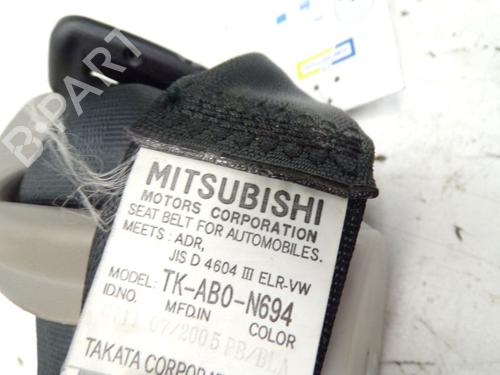 B-PART
MITSUBISHI
MOTORS CORPORATION
SEAT BELT FOR AUTOMOBILES.
MEETS: ADR,
JIS D 4604 III ELR-VW
MODEL: TK-AB0-N694
ID.NO. MFD.IN COLOR
07/2005 PB/BLA
TAKATA CORPORAT